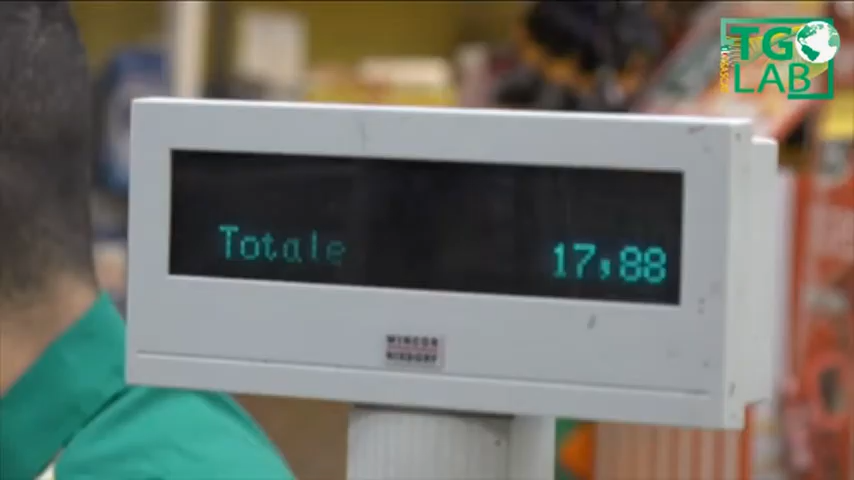 TG
LAB
Totale 17,88
WINCOR
NIXDORF